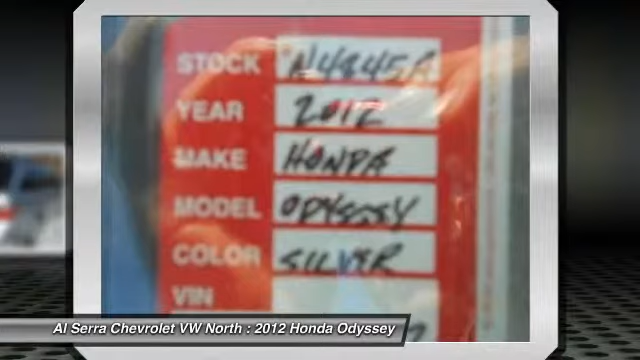 STOCK N4845A
YEAR 2012
MAKE HONDA
MODEL ODYSSEY
COLOR SILVER
VIN
Al Serra Chevrolet VW North : 2012 Honda Odyssey